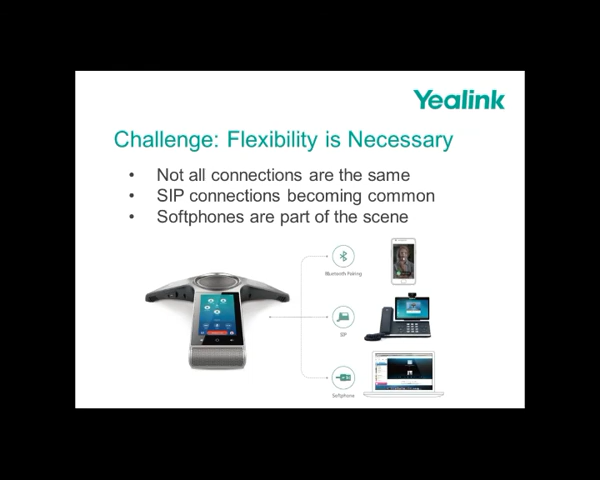 Yealink
Challenge: Flexibility is Necessary
• Not all connections are the same
• SIP connections becoming common
• Softphones are part of the scene
Bluetooth Pairing
SIP
Softphone